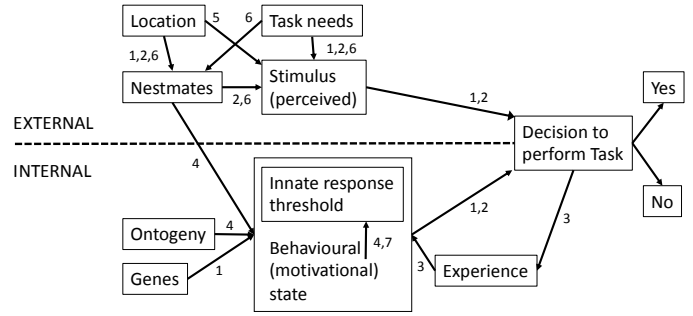 Location
5
6
Task needs
1,2,6
1,2,6
Nestmates
2,6
Stimulus
(perceived)
1,2
Yes
EXTERNAL
Decision to
perform Task
INTERNAL
4
Innate response
threshold
1,2
3
No
Ontogeny
4
4,7
Behavioural
(motivational)
state
3
Experience
Genes
1